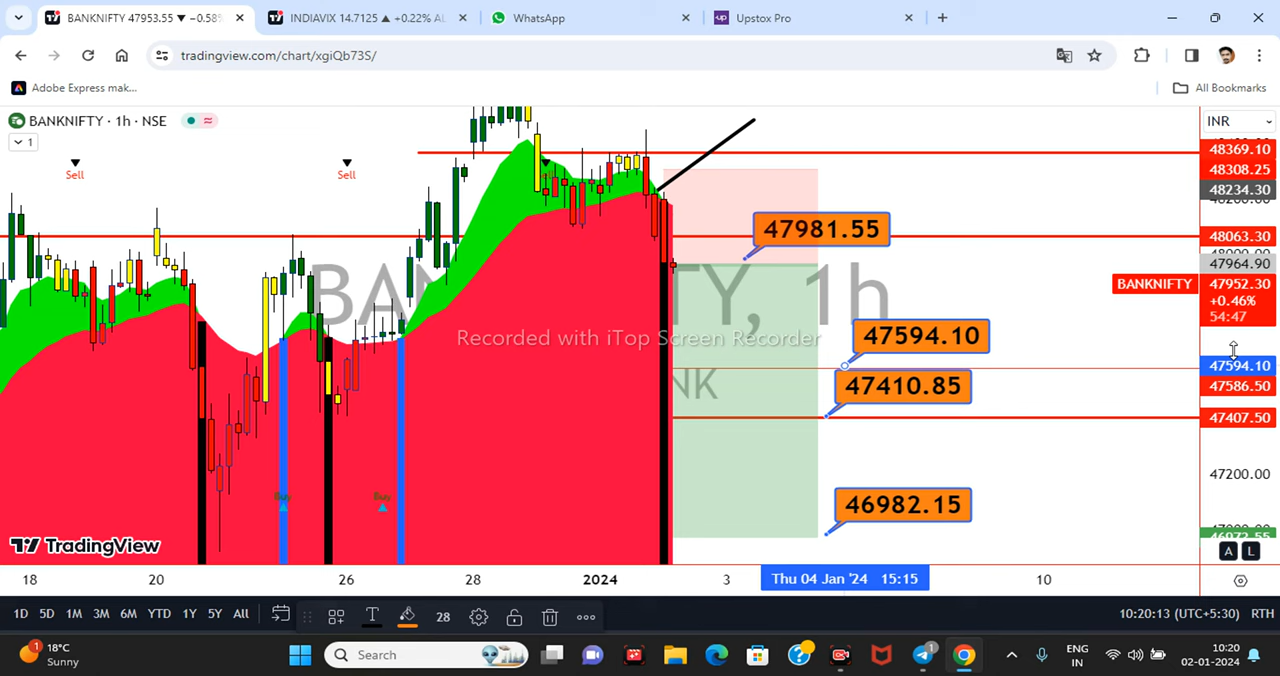 BANKNIFTY 47953.55 ▼ −0.58%
INDIAVIX 14.7125 ▲ +0.22%
WhatsApp
Upstox Pro
tradingview.com/chart/xgiQb73S/
Adobe Express mak...
All Bookmarks
BANKNIFTY · 1h · NSE
INR
1
Sell
Sell
48369.10
48308.25
48234.30
48063.30
47964.90
BANKNIFTY
47952.30
+0.46%
54:47
47594.10
47586.50
47407.50
47200.00
BANKNIFTY, 1h
47981.55
Recorded with iTop Screen Recorder
47594.10
47410.85
46982.15
Buy
Buy
TradingView
A
L
18
20
26
28
2024
3
Thu 04 Jan '24 15:15
10
1D 5D 1M 3M 6M YTD 1Y 5Y All
T
28
10:20:13 (UTC+5:30) RTH
1
18°C
Sunny
Search
1
ENG
IN
10:20
02-01-2024